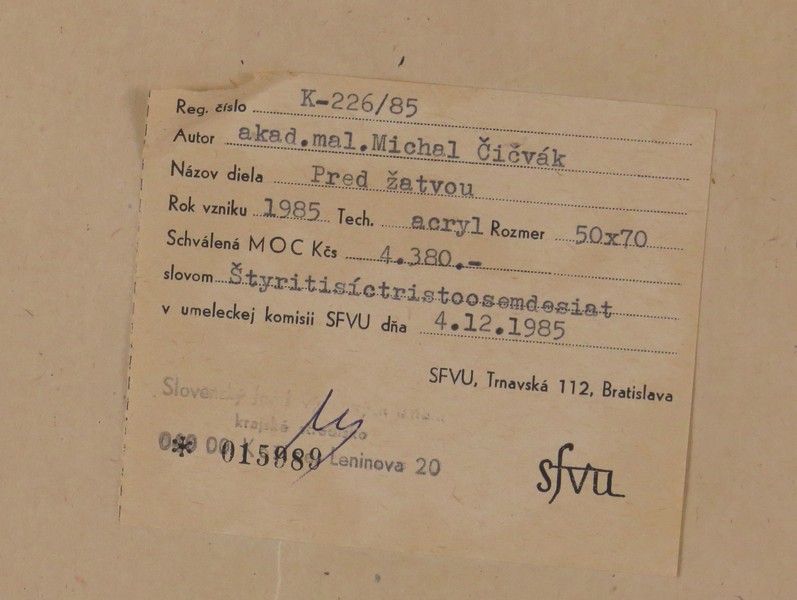 Reg. číslo K-226/85
Autor akad.mal.Michal Čičvák
Názov diela Pred žatvou
Rok vzniku 1985 Tech. acryl Rozmer 50x70
Schválená MOC Kčs 4.380.-
slovom Štyritisíctristoosemdesiat
v umeleckej komisii SFVU dňa 4.12.1985
SFVU, Trnavská 112, Bratislava
Slovenský
krajské stredisko
Leninova 20
* 015989
sfvu